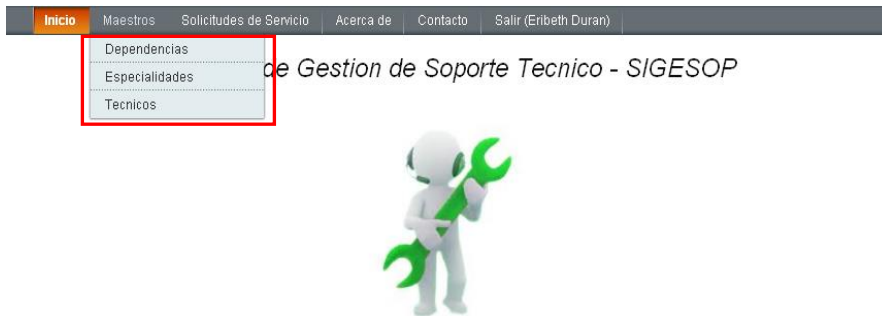 Inicio Maestros Solicitudes de Servicio Acerca de Contacto Salir (Eribeth Duran)
Dependencias
de Gestion de Soporte Tecnico - SIGESOP
Especialidades
Tecnicos